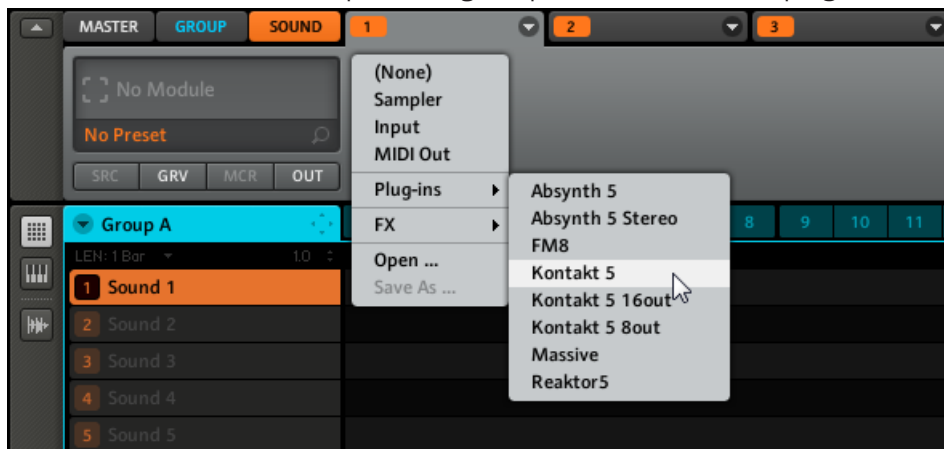 MASTER GROUP SOUND 1 2 3
No Module
No Preset
SRC GRV MCR OUT
(None)
Sampler
Input
MIDI Out
Plug-ins
FX
Open ...
Save As ...
Absynth 5
Absynth 5 Stereo
FM8
Kontakt 5
Kontakt 5 16out
Kontakt 5 8out
Massive
Reaktor5
Group A 8 9 10 11
LEN: 1 Bar 1.0
1 Sound 1
2 Sound 2
3 Sound 3
4 Sound 4
5 Sound 5